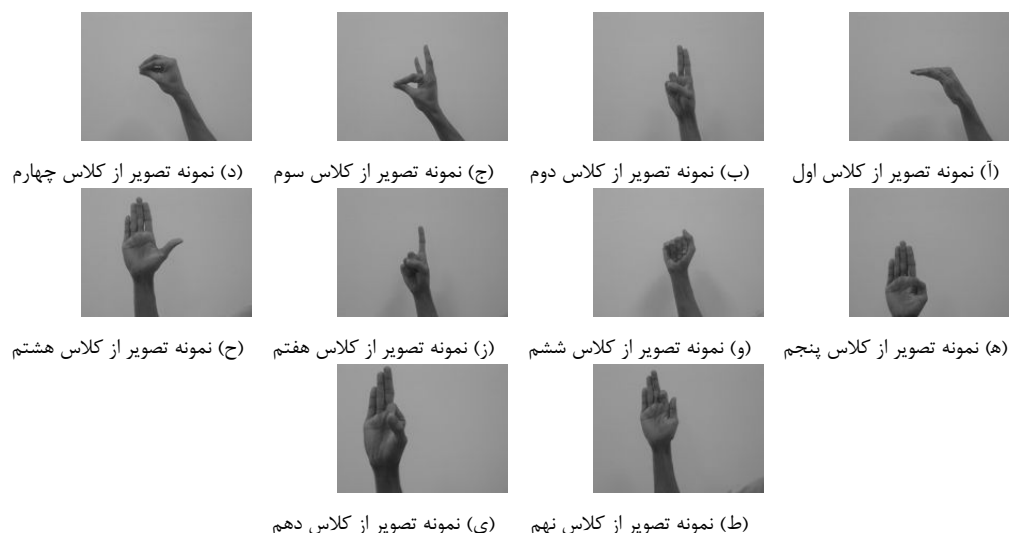 (آ) نمونه تصویر از کلاس اول
(ب) نمونه تصویر از کلاس دوم
(ج) نمونه تصویر از کلاس سوم
(د) نمونه تصویر از کلاس چهارم
(ه) نمونه تصویر از کلاس پنجم
(و) نمونه تصویر از کلاس ششم
(ز) نمونه تصویر از کلاس هفتم
(ح) نمونه تصویر از کلاس هشتم
(ط) نمونه تصویر از کلاس نهم
(ی) نمونه تصویر از کلاس دهم